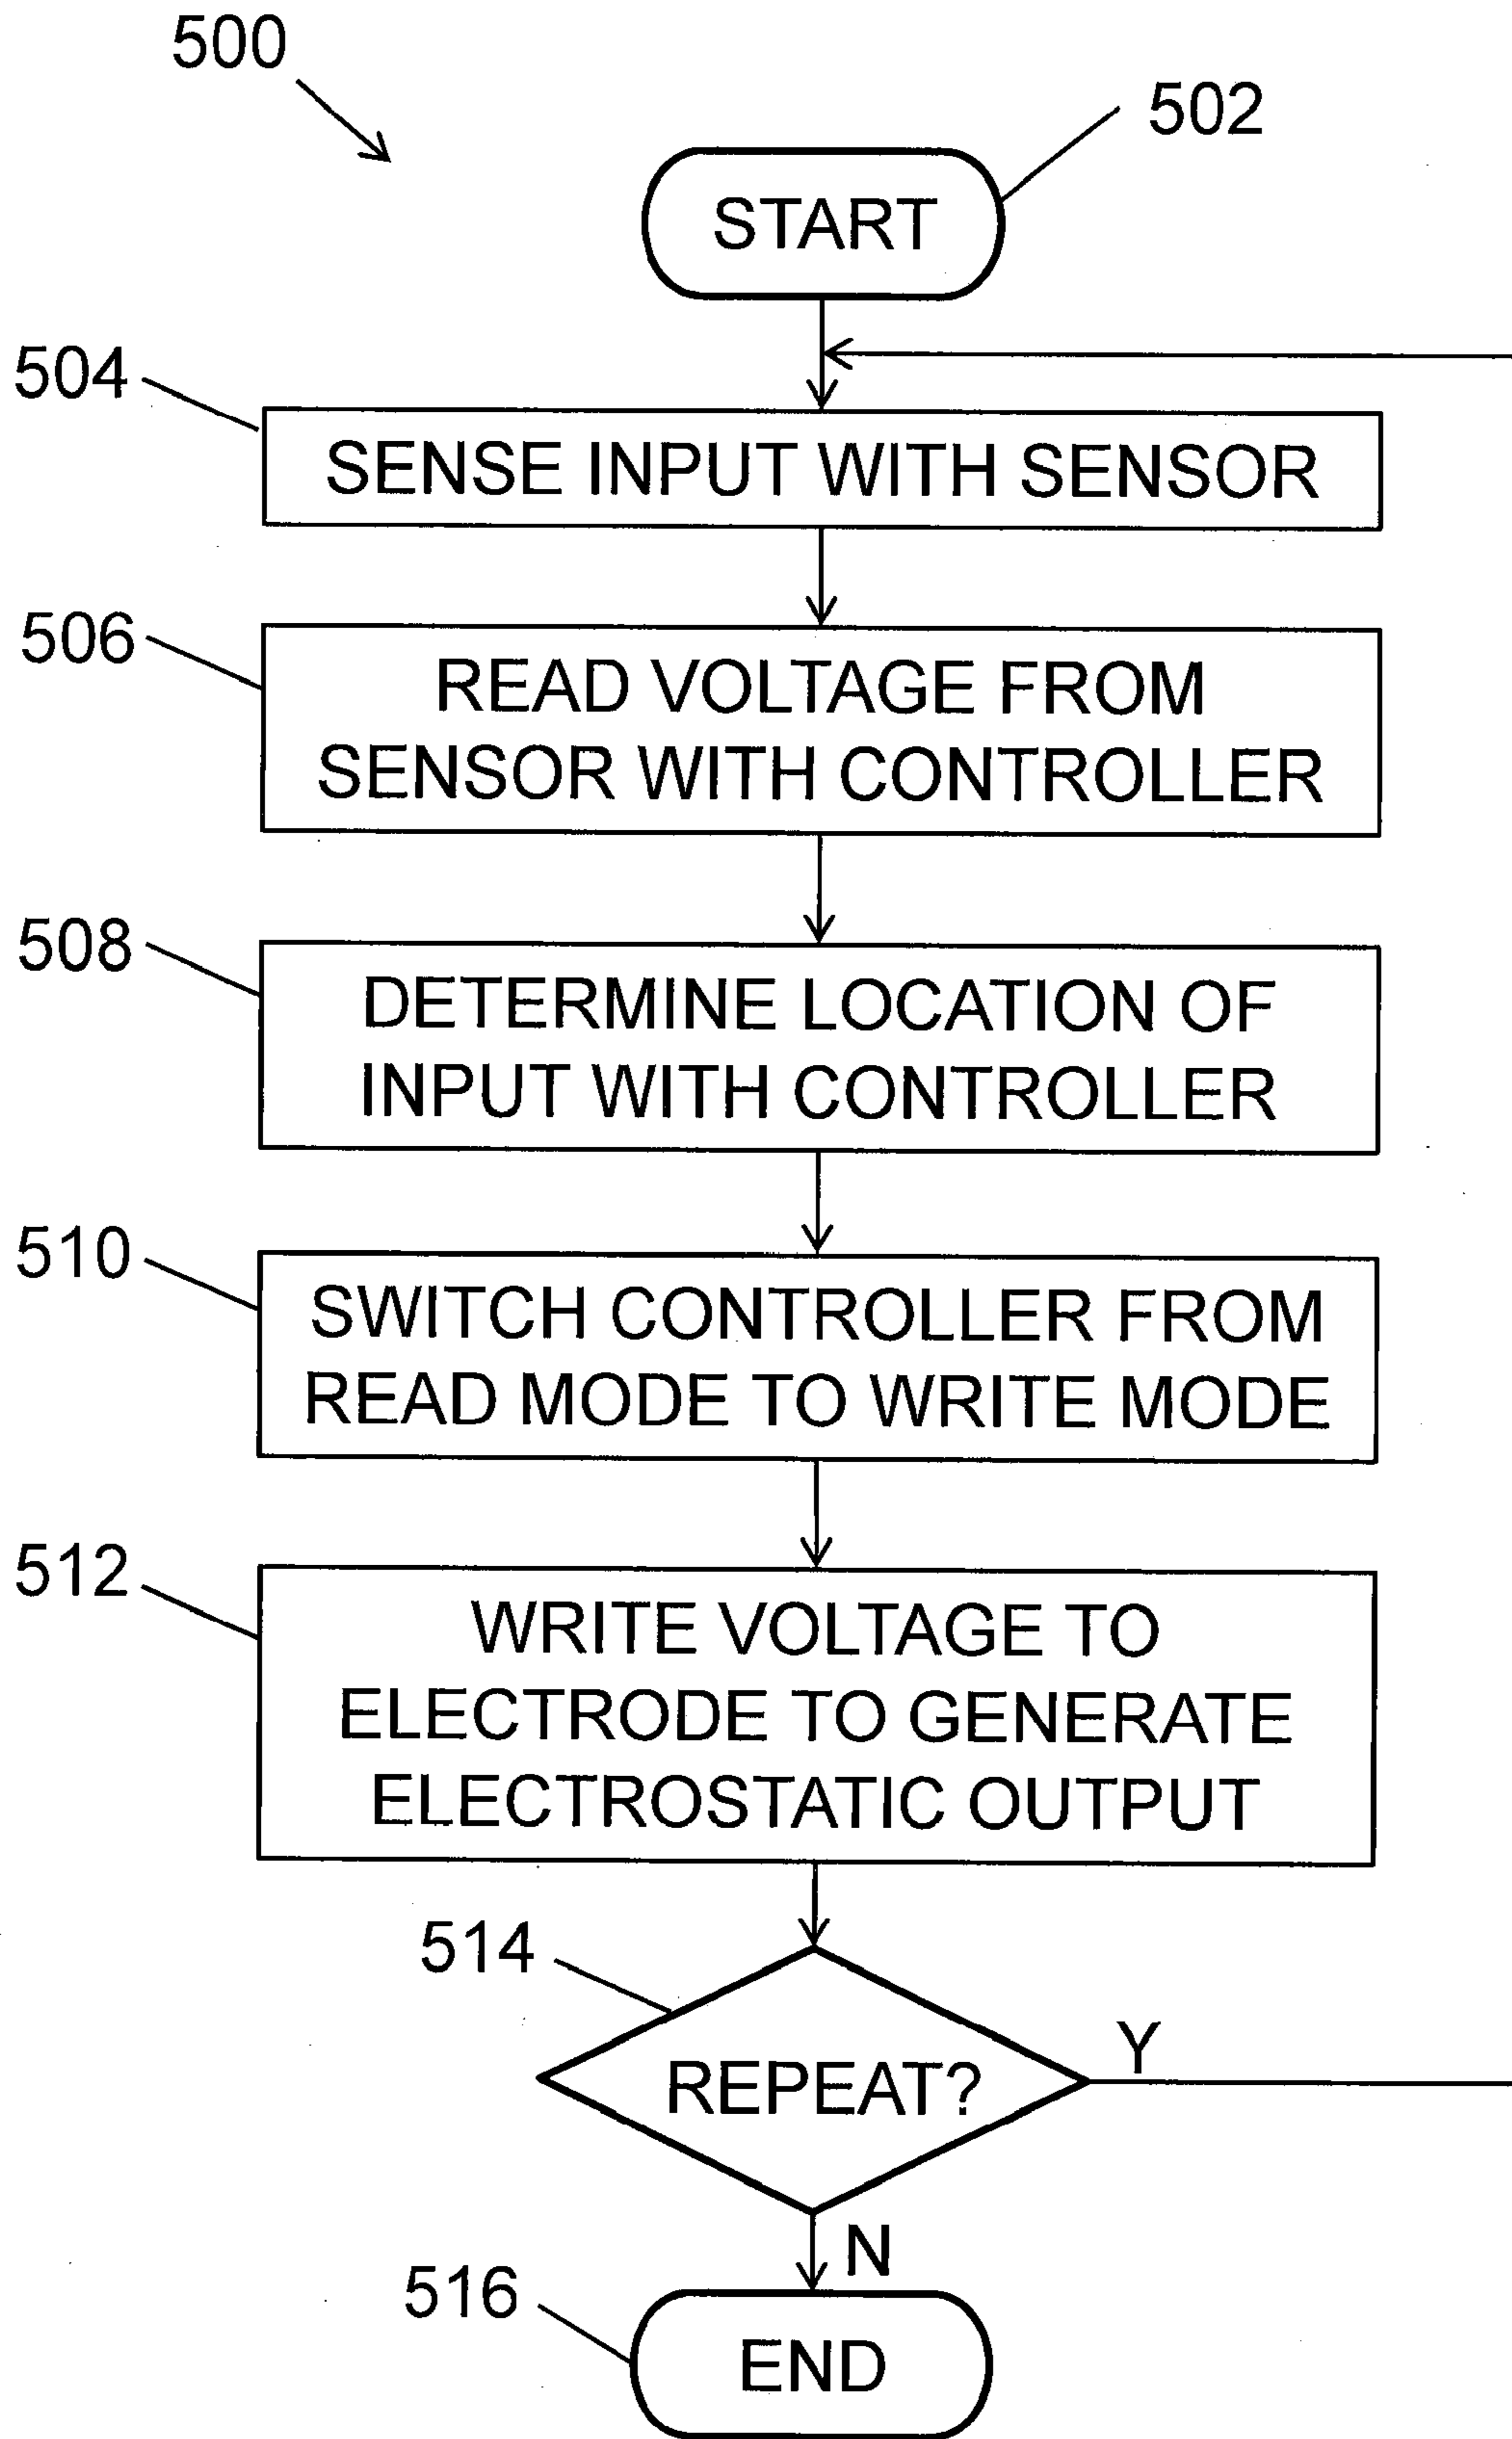 500
502
START
504
SENSE INPUT WITH SENSOR
506
READ VOLTAGE FROM
SENSOR WITH CONTROLLER
508
DETERMINE LOCATION OF
INPUT WITH CONTROLLER
510
SWITCH CONTROLLER FROM
READ MODE TO WRITE MODE
512
WRITE VOLTAGE TO
ELECTRODE TO GENERATE
ELECTROSTATIC OUTPUT
514
REPEAT?
Y
N
516
END